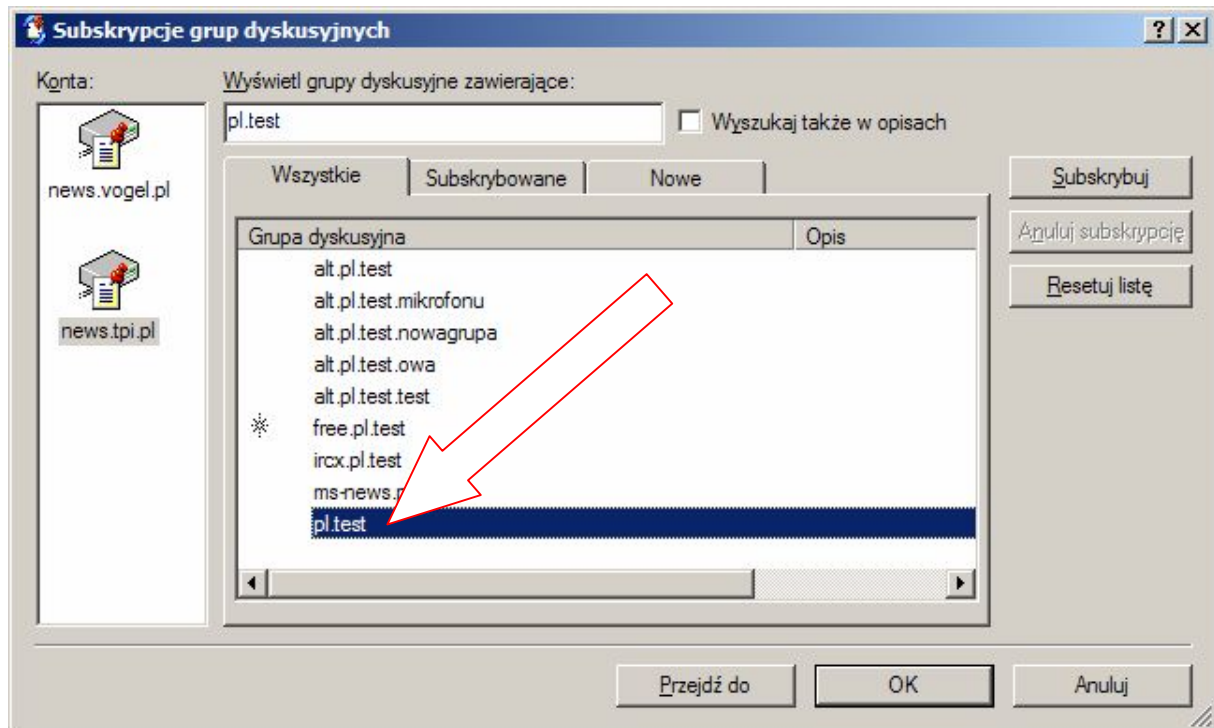 Subskrypcje grup dyskusyjnych
Konta:
Wyświetl grupy dyskusyjne zawierające:
pl.test
Wyszukaj także w opisach
news.vogel.pl
news.tpi.pl
Wszystkie Subskrybowane Nowe
Grupa dyskusyjna Opis
alt.pl.test
alt.pl.test.mikrofonu
alt.pl.test.nowagrupa
alt.pl.test.owa
alt.pl.test.test
free.pl.test
ircx.pl.test
pl.test
Subskrybuj
Anuluj subskrypcję
Resetuj listę
Przejdź do OK Anuluj